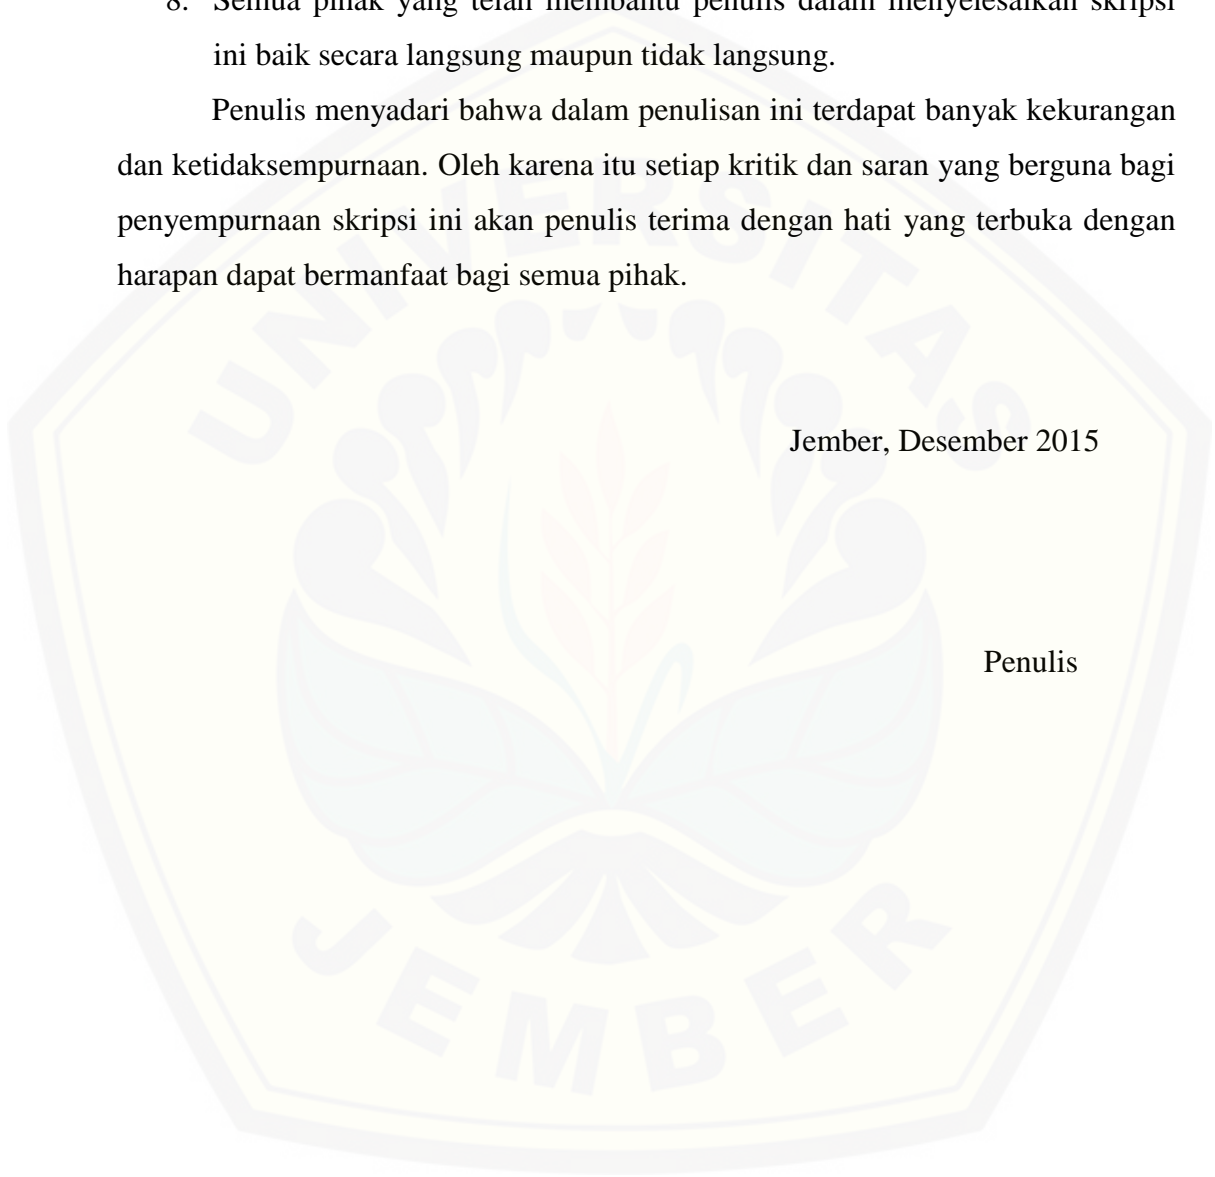 8. Semua pihak yang telah membantu penulis dalam menyelesaikan skripsi
ini baik secara langsung maupun tidak langsung.
Penulis menyadari bahwa dalam penulisan ini terdapat banyak kekurangan
dan ketidaksempurnaan. Oleh karena itu setiap kritik dan saran yang berguna bagi
penyempurnaan skripsi ini akan penulis terima dengan hati yang terbuka dengan
harapan dapat bermanfaat bagi semua pihak.
UNIVERSITAS
Jember, Desember 2015
Penulis
JEMBER